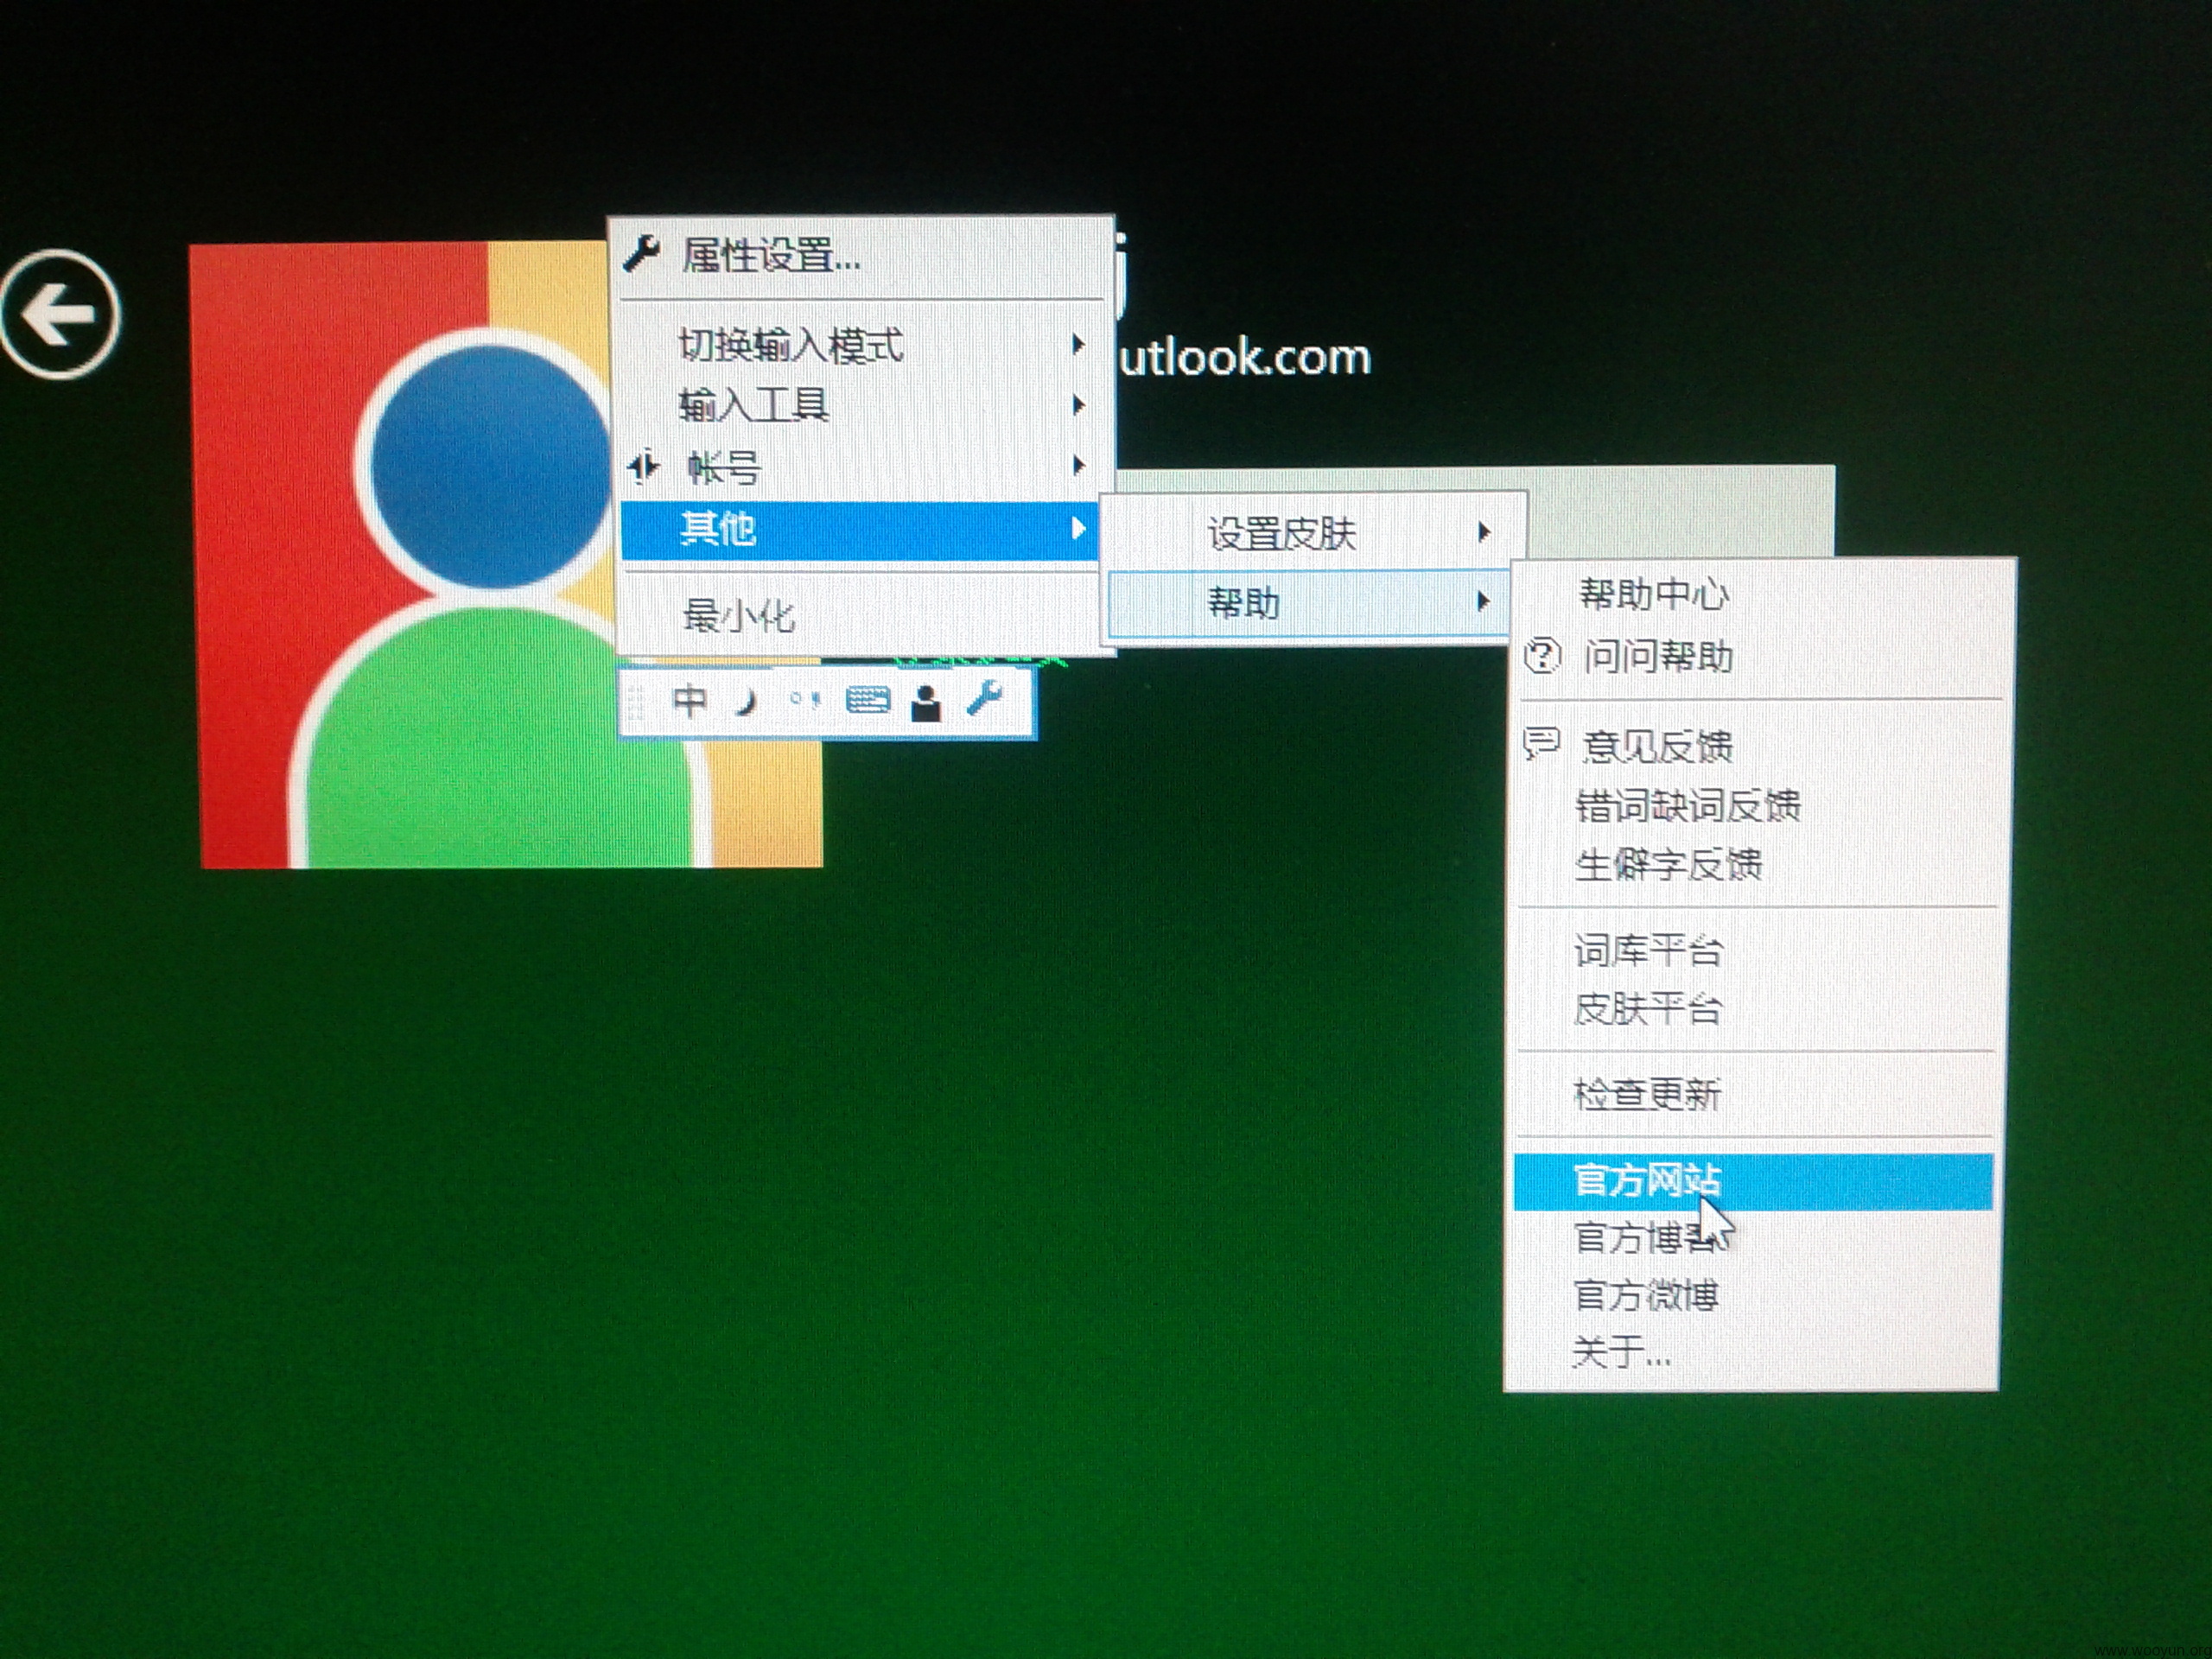 属性设置...
切换输入模式
输入工具
帐号
其他
最小化
j
utlook.com
设置皮肤
帮助
中
帮助中心
问问帮助
意见反馈
错词缺词反馈
生僻字反馈
词库平台
皮肤平台
检查更新
官方网站
官方博客
官方微博
关于...
www.wooyun.org